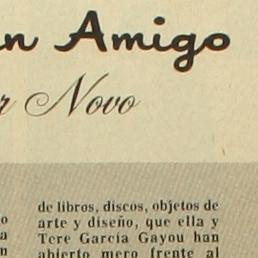 n Amigo
r Novo
de libros, discos, objetos de
o arte y diseño, que ella y
a Tere García Gayou han
n abierto mero frente al